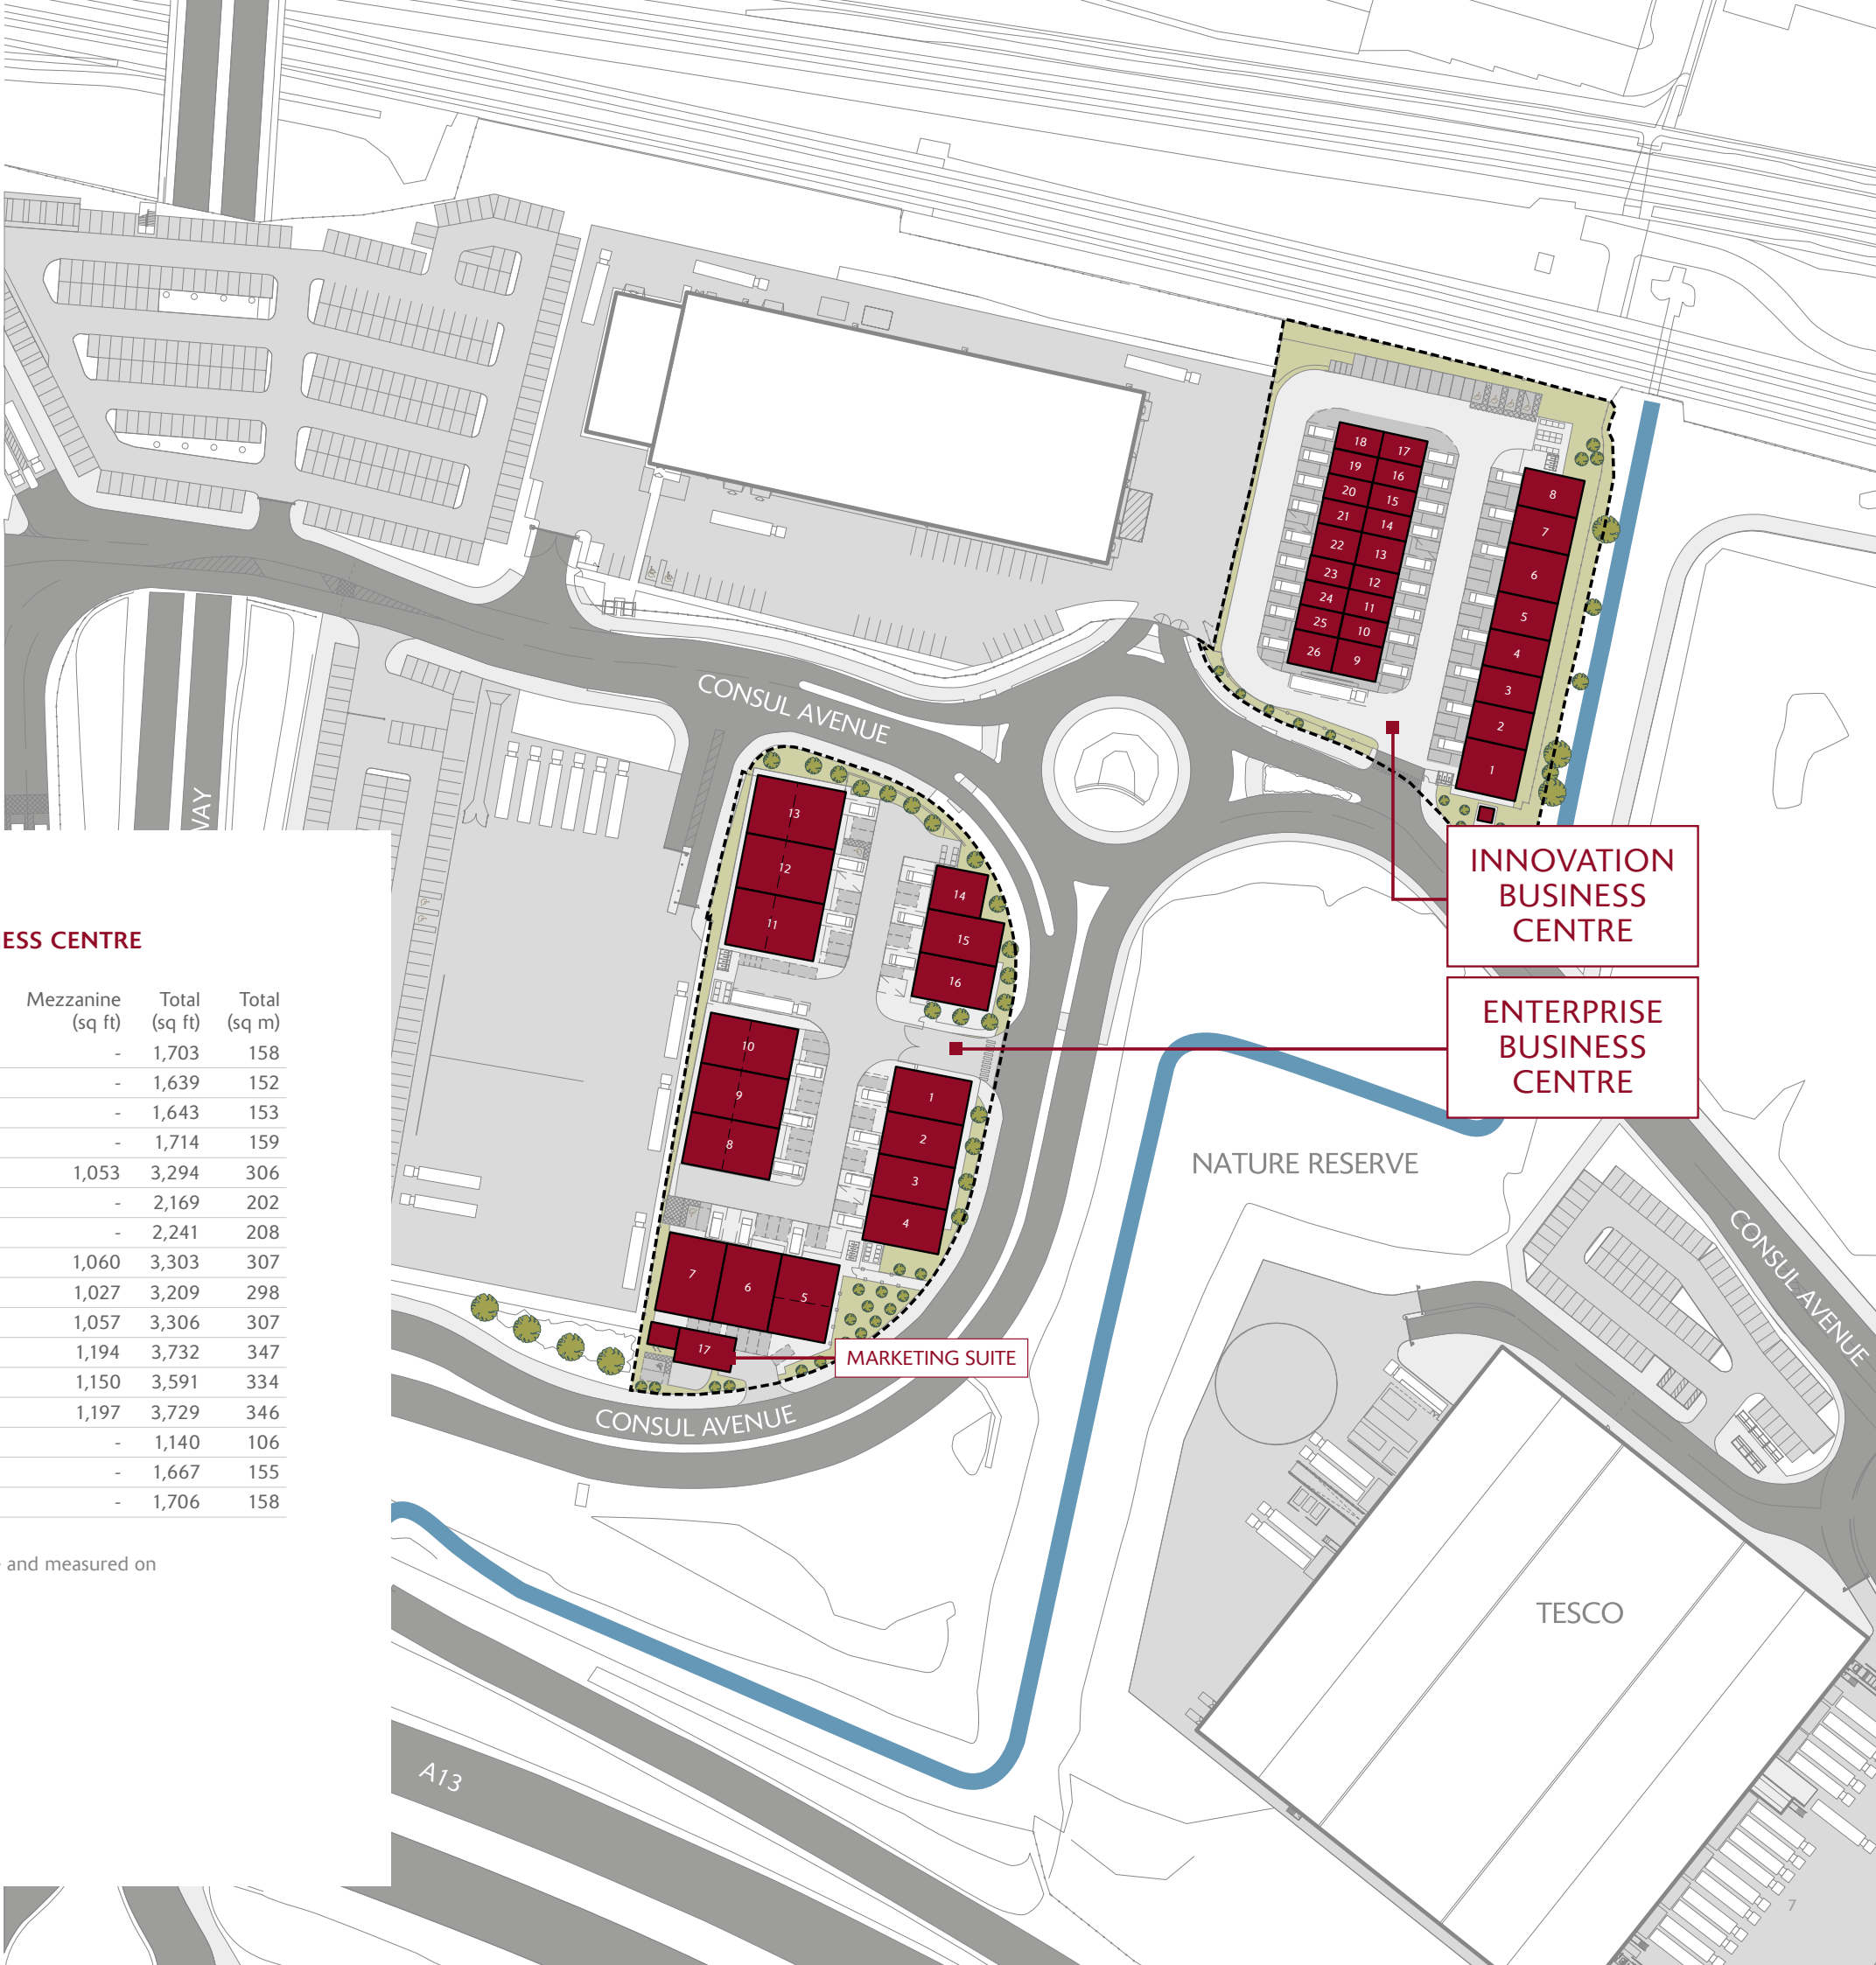 18 17
19 16
20 15
21 14
22 13
23 12
24 11
25 10
26 9
8
7
6
5
4
3
2
1
CONSUL AVENUE
WAY
13
12
11
14
15
16
10
9
8
1
2
3
4
7 6 5
17
INNOVATION
BUSINESS
CENTRE
ENTERPRISE
BUSINESS
CENTRE
NATURE RESERVE
MARKETING SUITE
CONSUL AVENUE
CONSUL AVENUE
TESCO
A13
ESS CENTRE
Mezzanine Total Total
(sq ft) (sq ft) (sq m)
- 1,703 158
- 1,639 152
- 1,643 153
- 1,714 159
1,053 3,294 306
- 2,169 202
- 2,241 208
1,060 3,303 307
1,027 3,209 298
1,057 3,306 307
1,194 3,732 347
1,150 3,591 334
1,197 3,729 346
- 1,140 106
- 1,667 155
- 1,706 158
and measured on
7